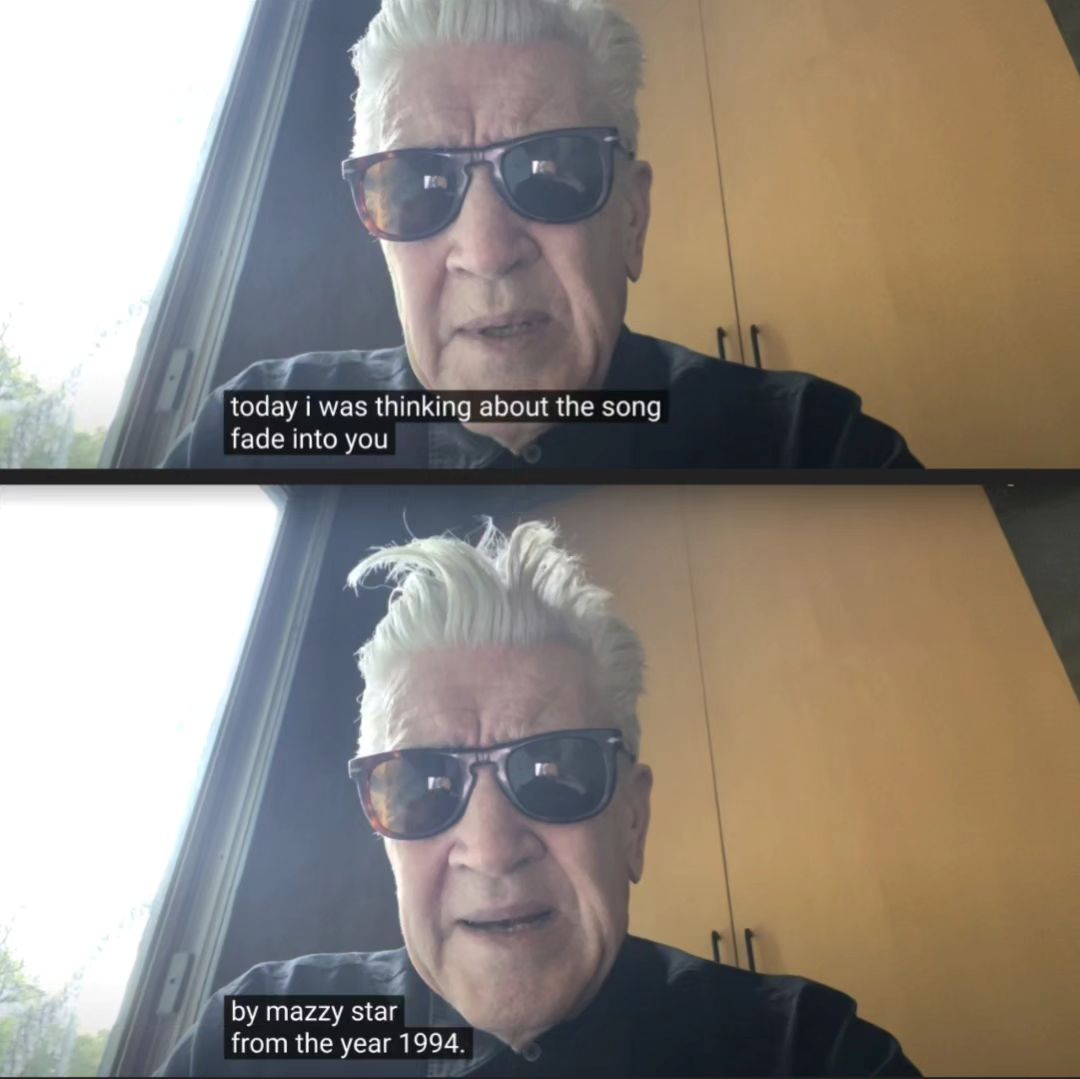 today i was thinking about the song
fade into you
by mazzy star
from the year 1994.